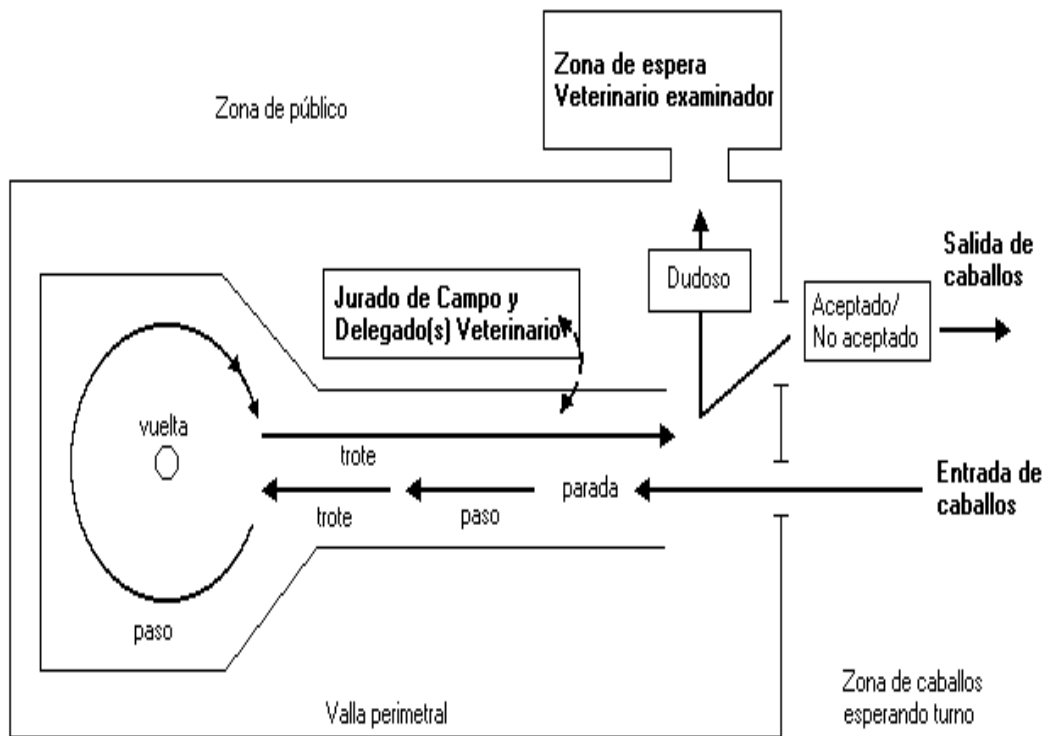 Zona de espera
Veterinario examinador
Zona de público
Salida de
caballos
Dudoso
Jurado de Campo y
Delegado(s) Veterinario
Aceptado/
No aceptado
vuelta
trote
Entrada de
caballos
parada
trote
paso
paso
Zona de caballos
esperando turno
Valla perimetral